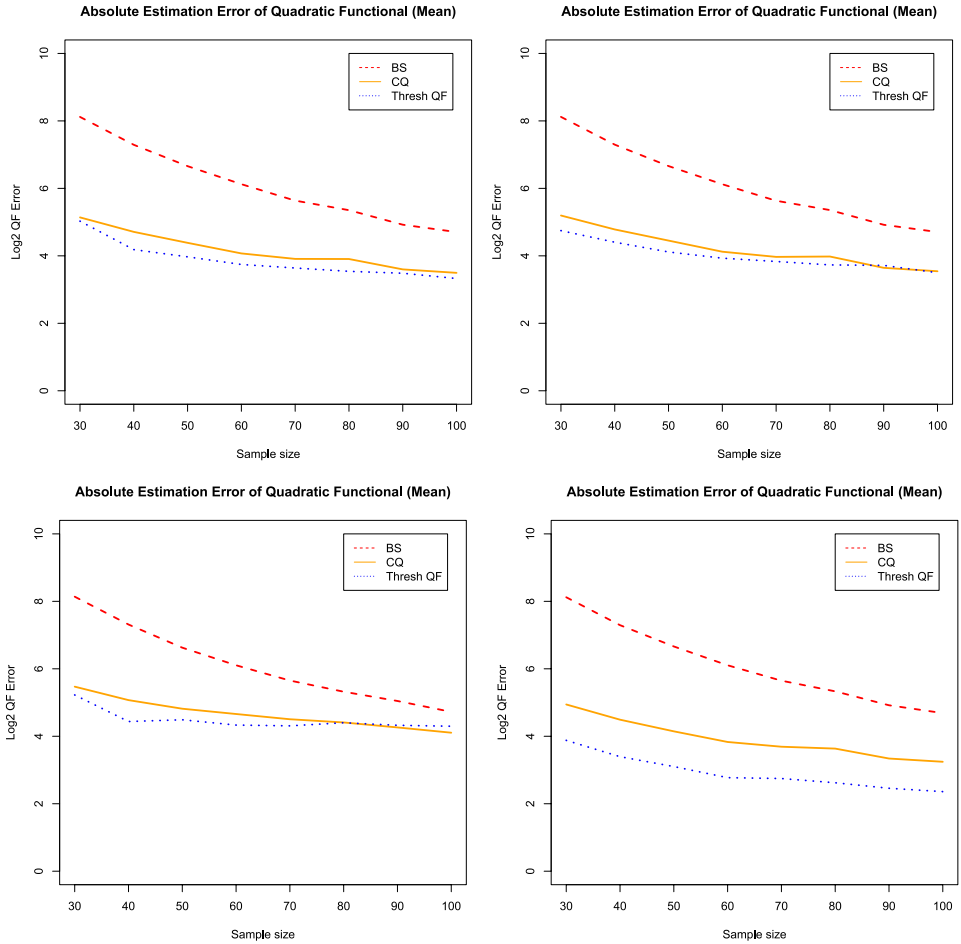 Absolute Estimation Error of Quadratic Functional (Mean)
Log2 QF Error
10
8
6
4
2
0
BS
CQ
Thresh QF
30 40 50 60 70 80 90 100
Sample size
Absolute Estimation Error of Quadratic Functional (Mean)
Log2 QF Error
10
8
6
4
2
0
BS
CQ
Thresh QF
30 40 50 60 70 80 90 100
Sample size
Absolute Estimation Error of Quadratic Functional (Mean)
Log2 QF Error
10
8
6
4
2
0
BS
CQ
Thresh QF
30 40 50 60 70 80 90 100
Sample size
Absolute Estimation Error of Quadratic Functional (Mean)
Log2 QF Error
10
8
6
4
2
0
BS
CQ
Thresh QF
30 40 50 60 70 80 90 100
Sample size